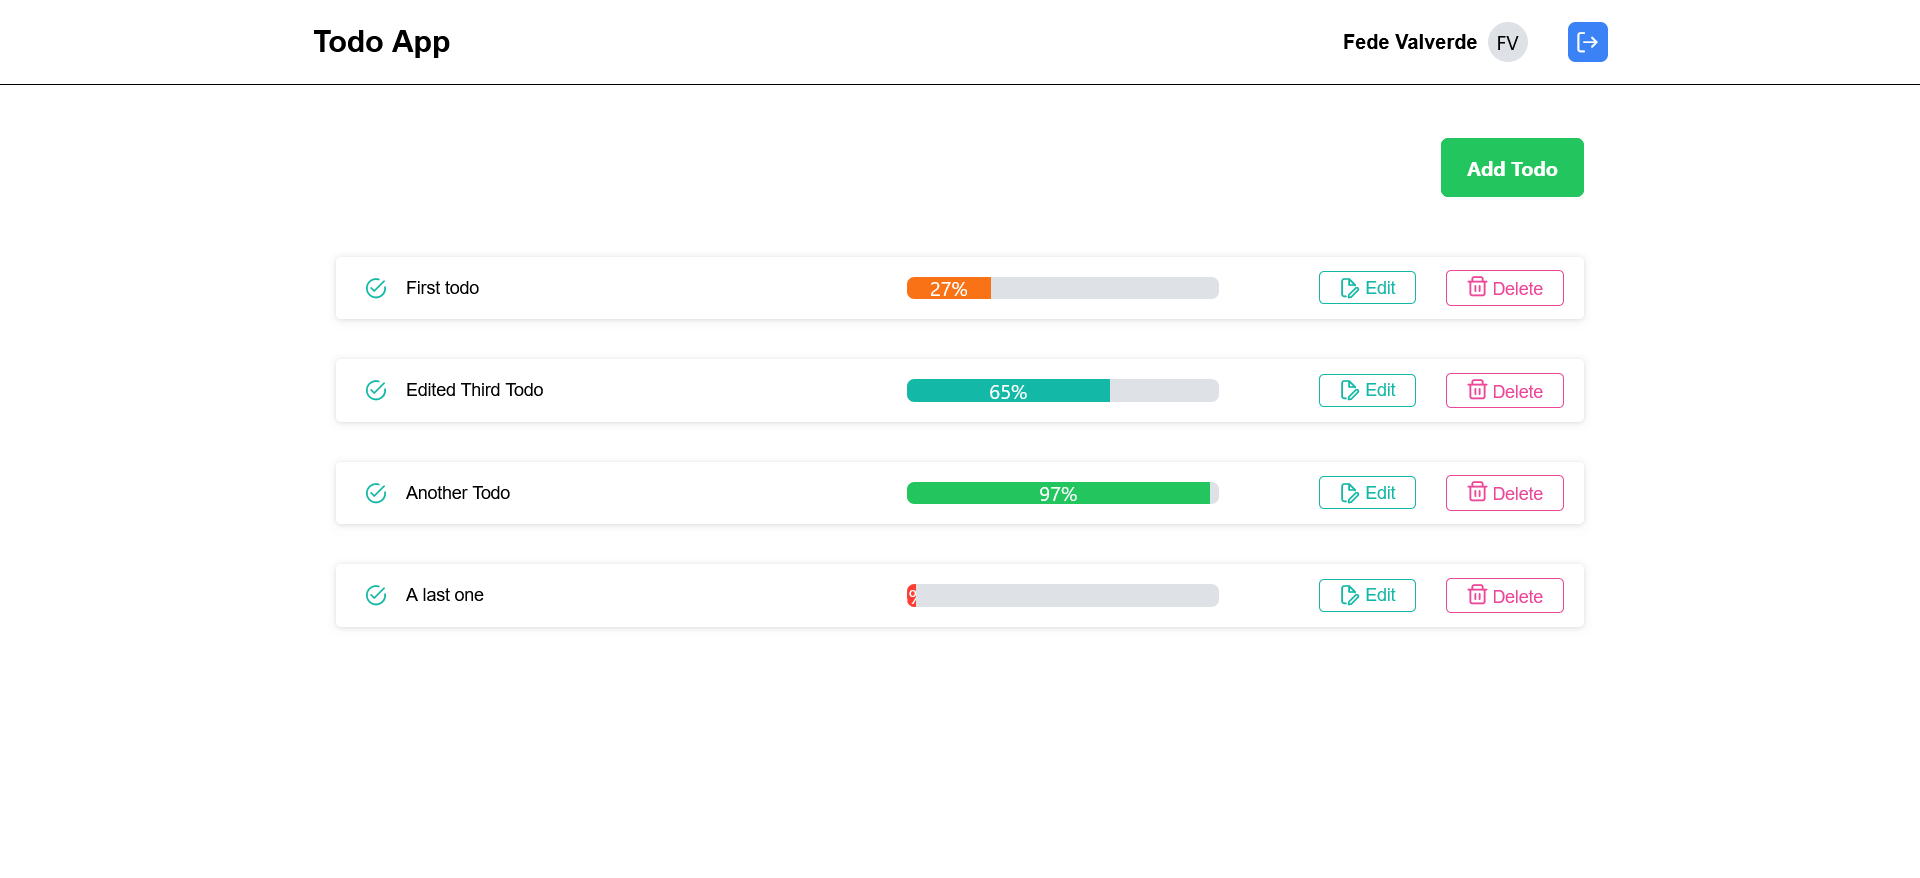 Todo App
Fede Valverde FV
Add Todo
First todo 27% Edit Delete
Edited Third Todo 65% Edit Delete
Another Todo 97% Edit Delete
A last one Edit Delete